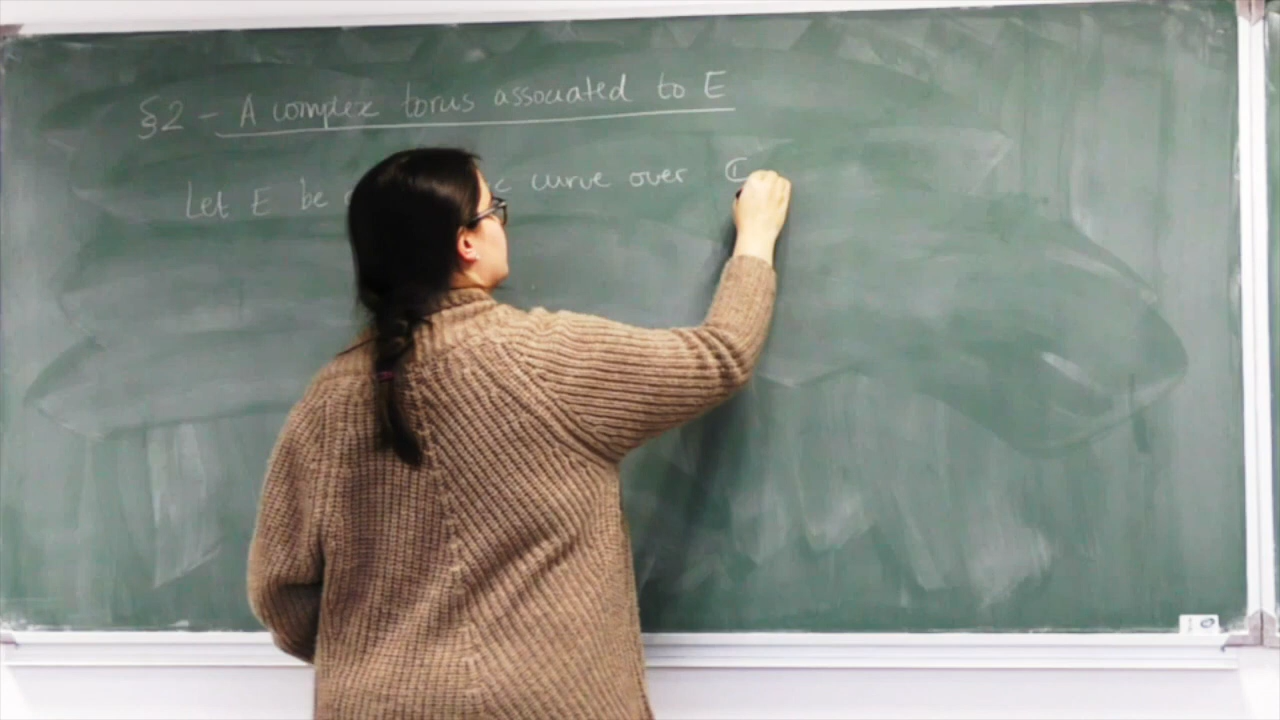 §2 - A complex torus associated to E
Let E be curve over ℂ